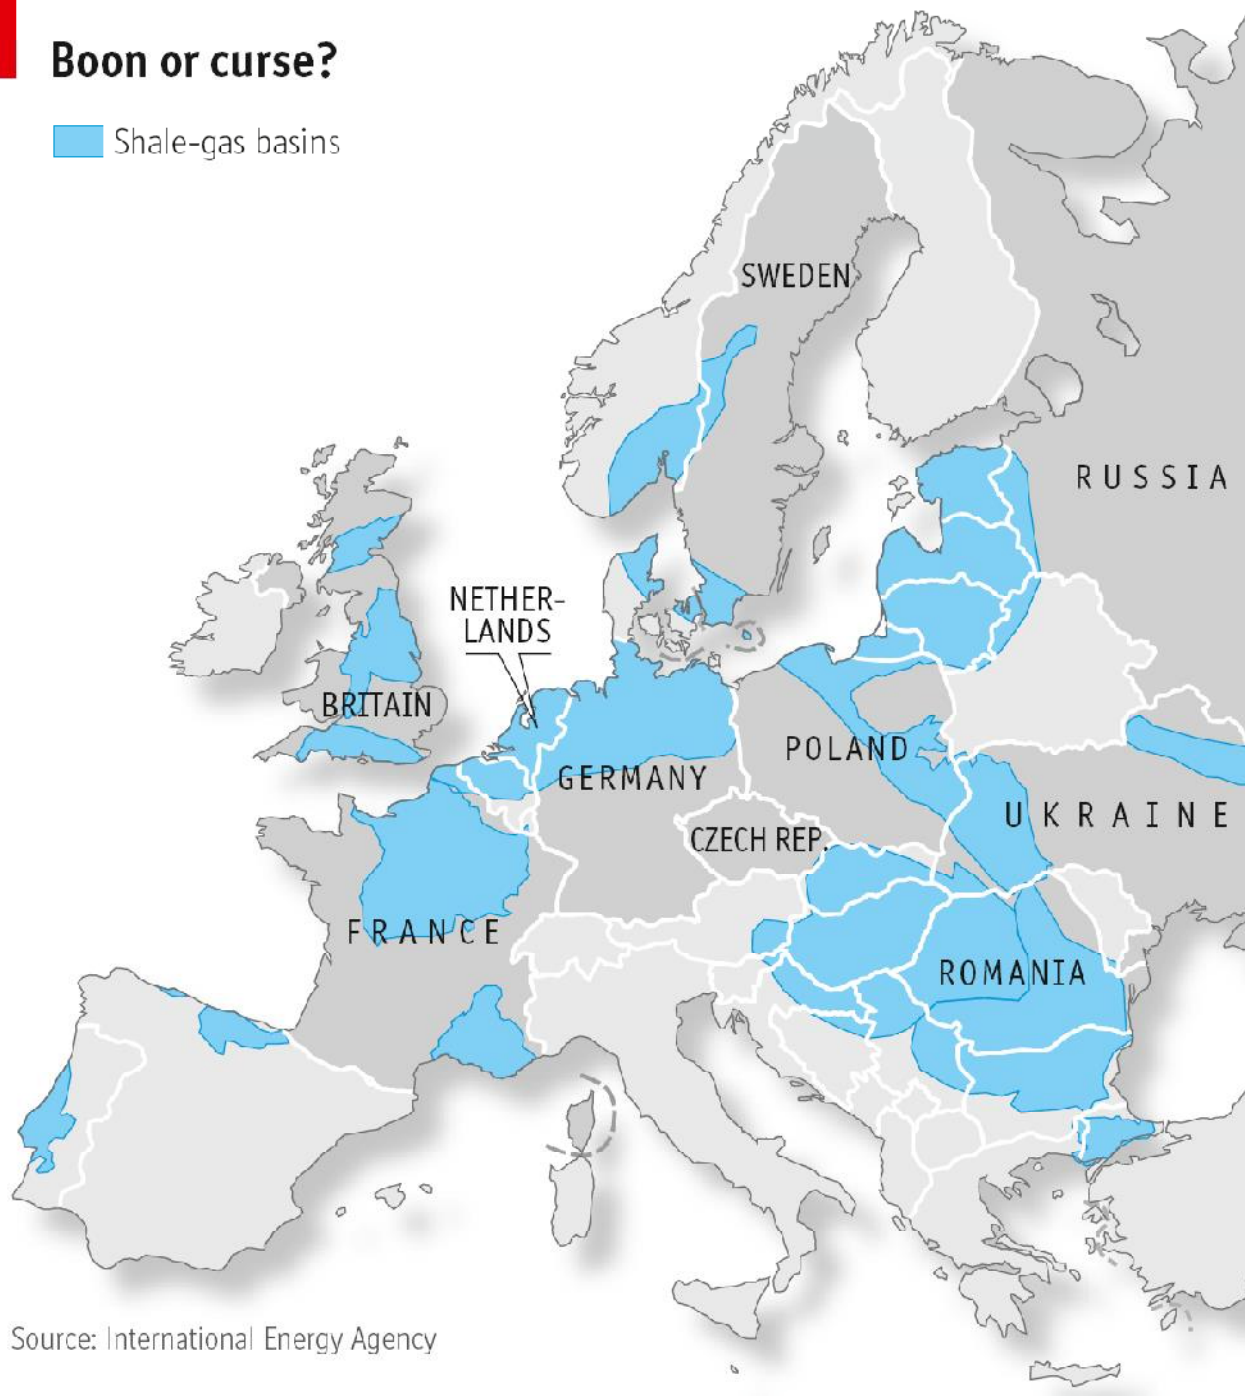 Boon or curse?
Shale-gas basins
SWEDEN
RUSSIA
NETHER-
LANDS
BRITAIN
POLAND
GERMANY
UKRAINE
CZECH REP.
FRANCE
ROMANIA
Source: International Energy Agency